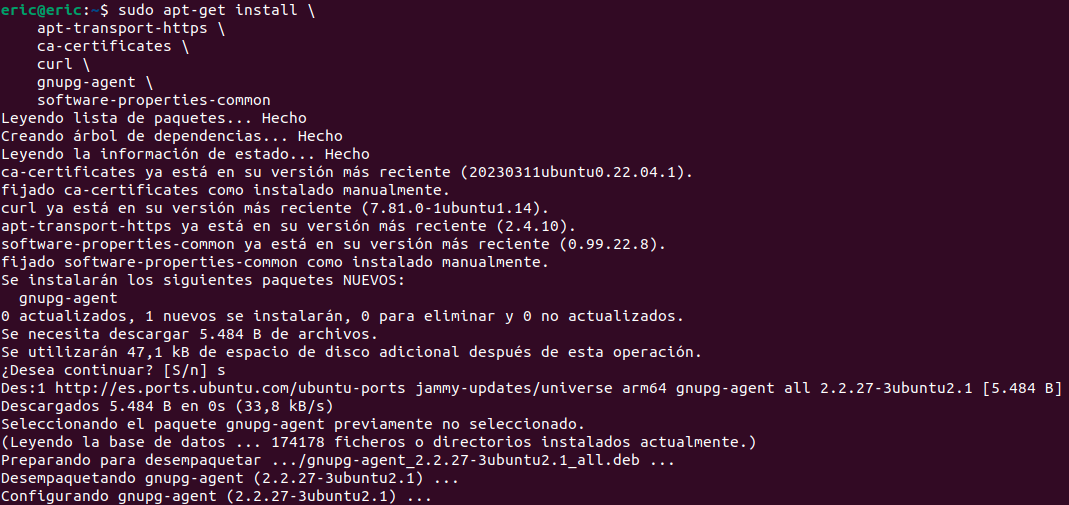 eric@eric:~$ sudo apt-get install \
    apt-transport-https \
    ca-certificates \
    curl \
    gnupg-agent \
    software-properties-common
Leyendo lista de paquetes... Hecho
Creando árbol de dependencias... Hecho
Leyendo la información de estado... Hecho
ca-certificates ya está en su versión más reciente (20230311ubuntu0.22.04.1).
fijado ca-certificates como instalado manualmente.
curl ya está en su versión más reciente (7.81.0-1ubuntu1.14).
apt-transport-https ya está en su versión más reciente (2.4.10).
software-properties-common ya está en su versión más reciente (0.99.22.8).
fijado software-properties-common como instalado manualmente.
Se instalarán los siguientes paquetes NUEVOS:
  gnupg-agent
0 actualizados, 1 nuevos se instalarán, 0 para eliminar y 0 no actualizados.
Se necesita descargar 5.484 B de archivos.
Se utilizarán 47,1 kB de espacio de disco adicional después de esta operación.
¿Desea continuar? [S/n] s
Des:1 http://es.ports.ubuntu.com/ubuntu-ports jammy-updates/universe arm64 gnupg-agent all 2.2.27-3ubuntu2.1 [5.484 B]
Descargados 5.484 B en 0s (33,8 kB/s)
Seleccionando el paquete gnupg-agent previamente no seleccionado.
(Leyendo la base de datos ... 174178 ficheros o directorios instalados actualmente.)
Preparando para desempaquetar .../gnupg-agent_2.2.27-3ubuntu2.1_all.deb ...
Desempaquetando gnupg-agent (2.2.27-3ubuntu2.1) ...
Configurando gnupg-agent (2.2.27-3ubuntu2.1) ...